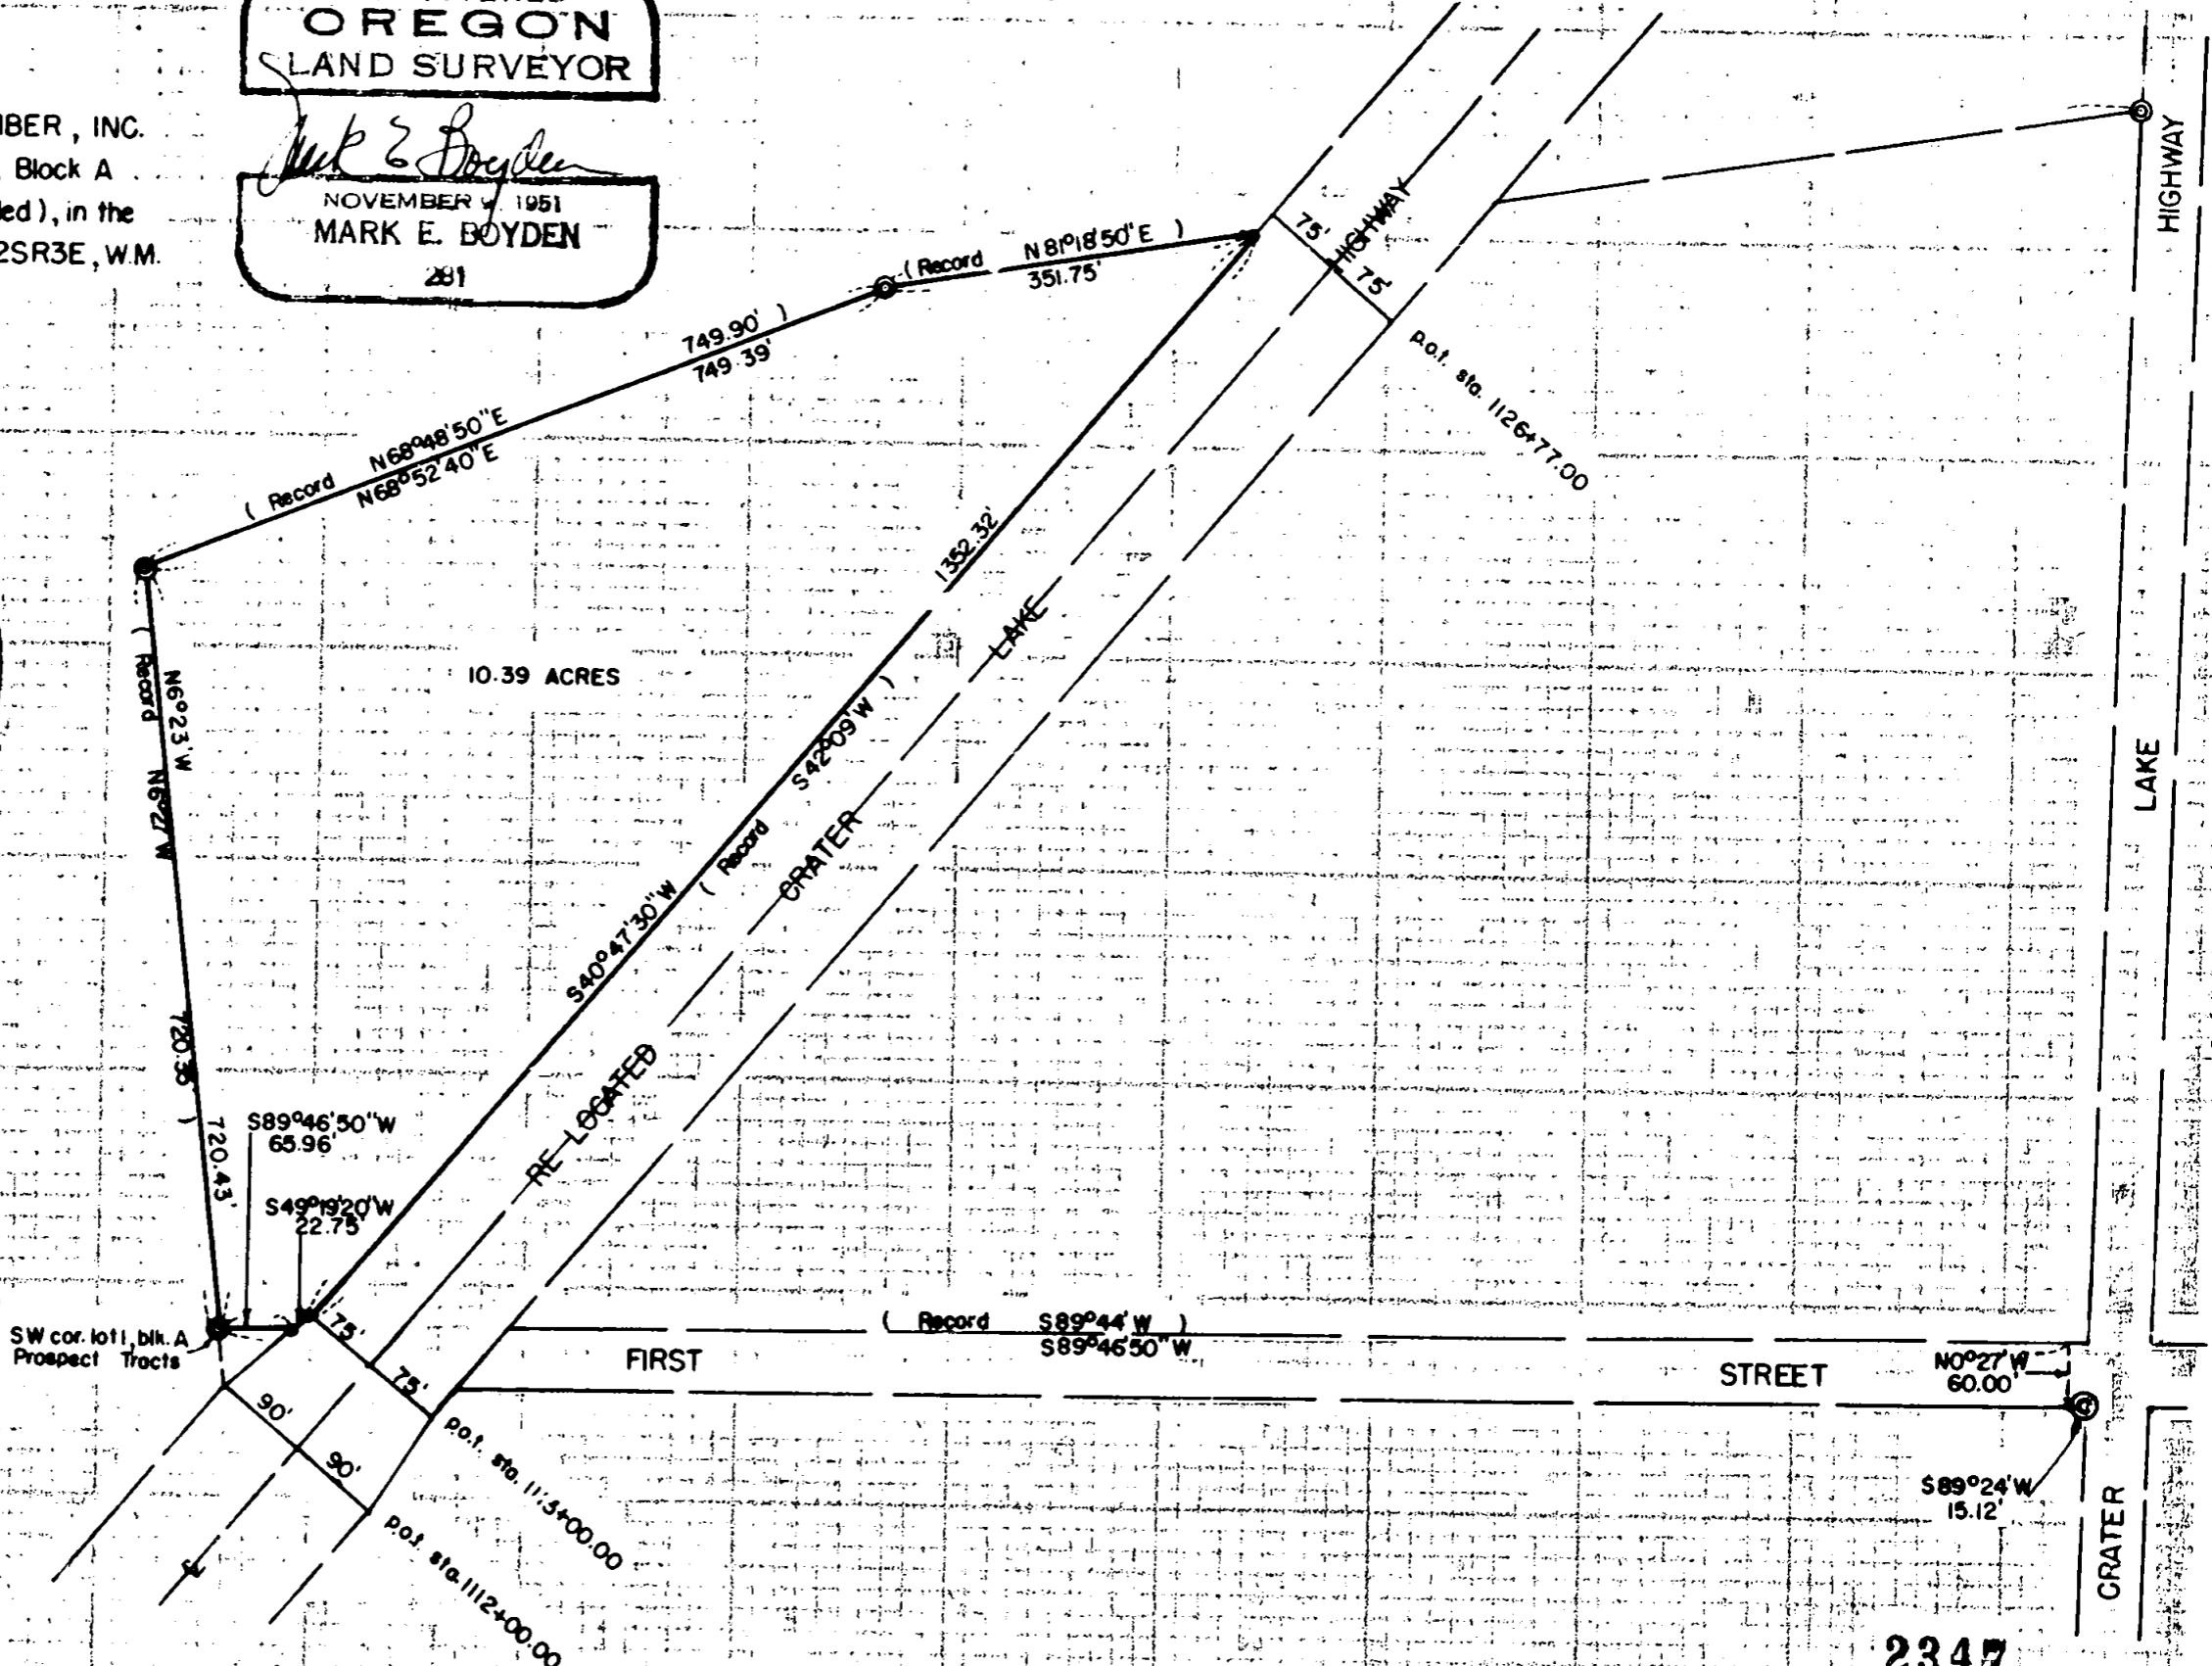 OREGON
LAND SURVEYOR
NOVEMBER 1951
MARK E. BOYDEN
281
BER, INC.
Block A
ed), in the
2SR3E, W.M.
HIGHWAY
LAKE
CRATER
75'
HIGHWAY
75'
p.o.t. sta. 1126+77.00
( Record N81°18'50"E )
351.75'
749.90' )
749.39'
( Record N68°48'50"E
N68°52'40"E
1352.32'
LAKE
10.39 ACRES
( Record N6°27'W 720.36' )
N6°23'W
720.43'
( Record S42°09'W )
S40°47'30"W
CRATER
RE-LOCATED
S89°46'50"W
65.96'
S49°19'20"W
22.75'
SW cor. lot 1, blk. A
Prospect Tracts
75'
75'
90'
90'
p.o.t. sta. 1113+00.00
p.o.t. sta. 1112+00.00
( Record S89°44'W )
S89°46'50"W
FIRST STREET
N0°27'W
60.00'
S89°24'W
15.12'
2347